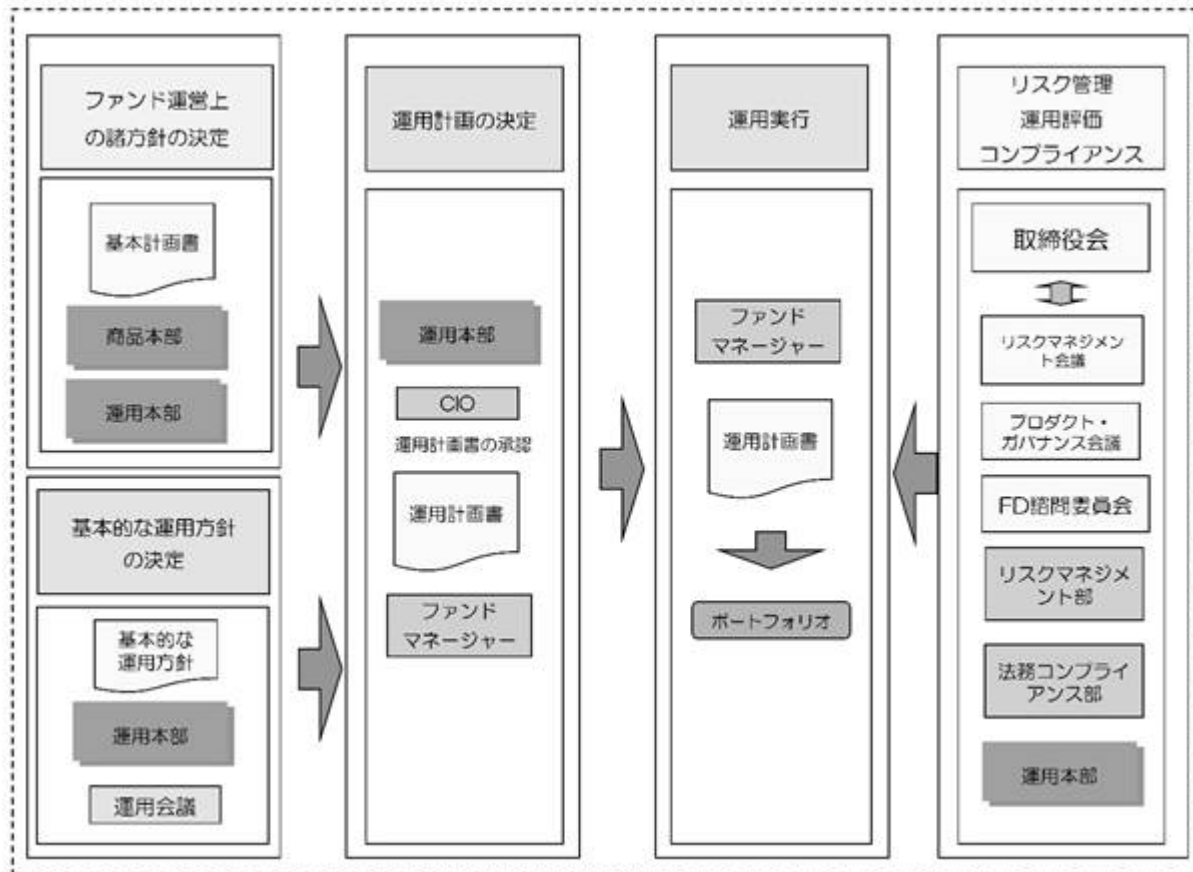 ファンド運営上
の諸方針の決定
基本計画書
商品本部
運用本部
基本的な運用方針
の決定
基本的な
運用方針
運用本部
運用会議
運用計画の決定
運用本部
CIO
運用計画書の承認
運用計画書
ファンド
マネージャー
運用実行
ファンド
マネージャー
運用計画書
ポートフォリオ
リスク管理
運用評価
コンプライアンス
取締役会
リスクマネジメン
ト会議
プロダクト・
ガバナンス会議
FD諮問委員会
リスクマネジメ
ント部
法務コンプライ
アンス部
運用本部